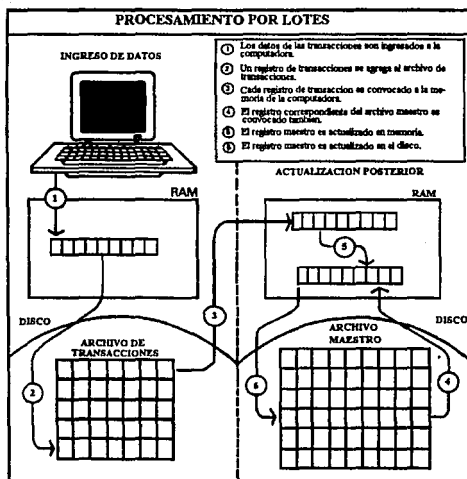 PROCESAMIENTO POR LOTES
INGRESO DE DATOS
1 Los datos de las transacciones son ingresados a la
computadora.
2 Un registro de transacciones se agrega al archivo de
transacciones.
3 Cada registro de transaccion es convocado a la me-
moria de la computadora.
4 El registro correspondiente del archivo maestro es
convocado tambien.
5 El registro maestro es actualizado en memoria.
6 El registro maestro es actualizado en el disco.
ACTUALIZACION POSTERIOR
1
RAM
RAM
5
3
DISCO
ARCHIVO DE
TRANSACCIONES
ARCHIVO
MAESTRO
DISCO
2
6
4